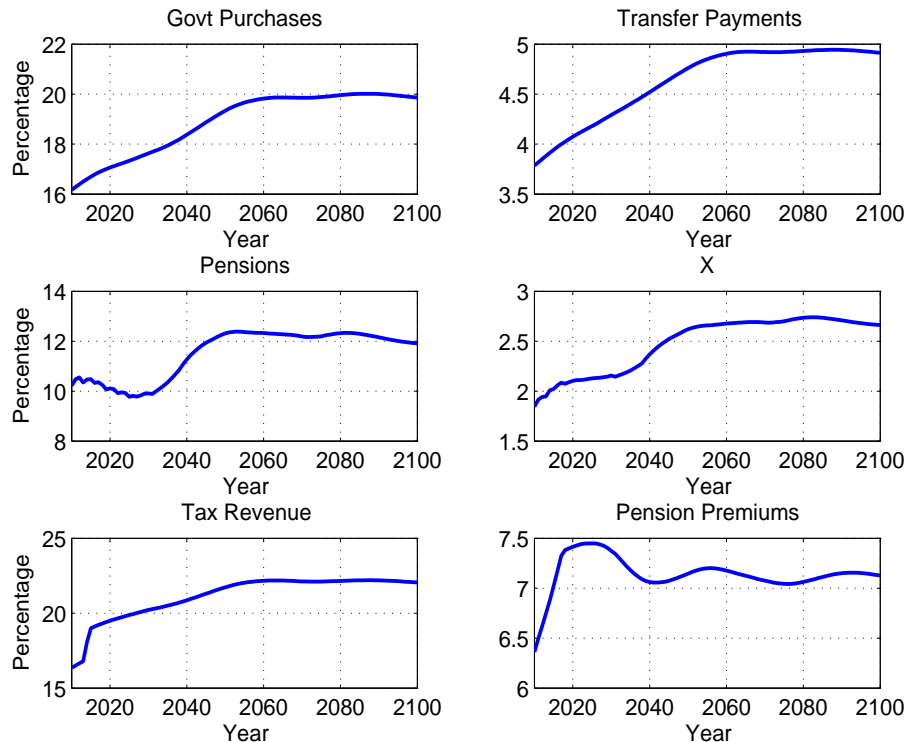 Govt Purchases
Percentage
22
20
18
16
2020 2040 2060 2080 2100
Year
Transfer Payments
5
4.5
4
3.5
2020 2040 2060 2080 2100
Year
Pensions
Percentage
14
12
10
8
2020 2040 2060 2080 2100
Year
X
3
2.5
2
1.5
2020 2040 2060 2080 2100
Year
Tax Revenue
Percentage
25
20
15
2020 2040 2060 2080 2100
Year
Pension Premiums
7.5
7
6.5
6
2020 2040 2060 2080 2100
Year